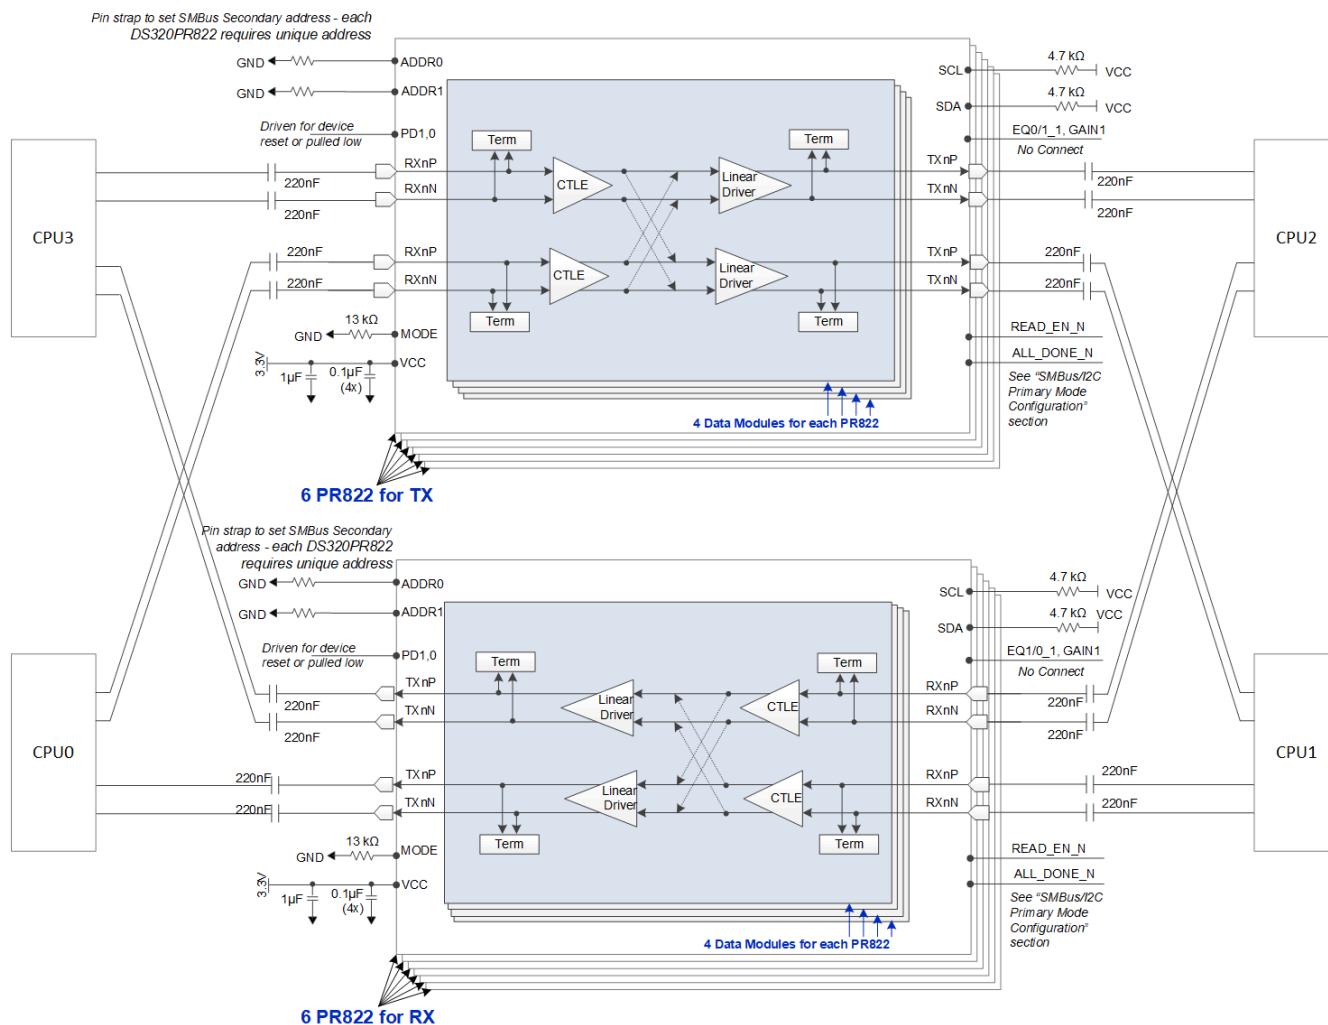 Pin strap to set SMBus Secondary address - each
DS320PR822 requires unique address
GND
ADDR0
GND
ADDR1
Driven for device
reset or pulled low
PD1,0
SCL
4.7 kΩ
VCC
SDA
4.7 kΩ
VCC
EQ0/1_1, GAIN1
No Connect
CPU3
CPU2
220nF
220nF
RXnP
RXnN
Term
CTLE
Linear
Driver
Term
TXnP
TXnN
220nF
220nF
220nF
220nF
RXnP
RXnN
CTLE
Term
Linear
Driver
Term
TXnP
TXnN
220nF
220nF
13 kΩ
GND
MODE
3.3V
VCC
1µF
0.1µF
(4x)
READ_EN_N
ALL_DONE_N
See "SMBus/I2C
Primary Mode
Configuration"
section
4 Data Modules for each PR822
6 PR822 for TX
Pin strap to set SMBus Secondary
address - each DS320PR822
requires unique address
GND
ADDR0
GND
ADDR1
Driven for device
reset or pulled low
PD1,0
SCL
4.7 kΩ
VCC
SDA
4.7 kΩ
VCC
EQ1/0_1, GAIN1
No Connect
CPU0
CPU1
220nF
220nF
TXnP
TXnN
Term
Linear
Driver
CTLE
Term
RXnP
RXnN
220nF
220nF
220nF
220nF
TXnP
TXnN
Term
Linear
Driver
CTLE
Term
RXnP
RXnN
220nF
220nF
13 kΩ
GND
MODE
3.3V
VCC
1µF
0.1µF
(4x)
READ_EN_N
ALL_DONE_N
See "SMBus/I2C
Primary Mode
Configuration"
section
4 Data Modules for each PR822
6 PR822 for RX